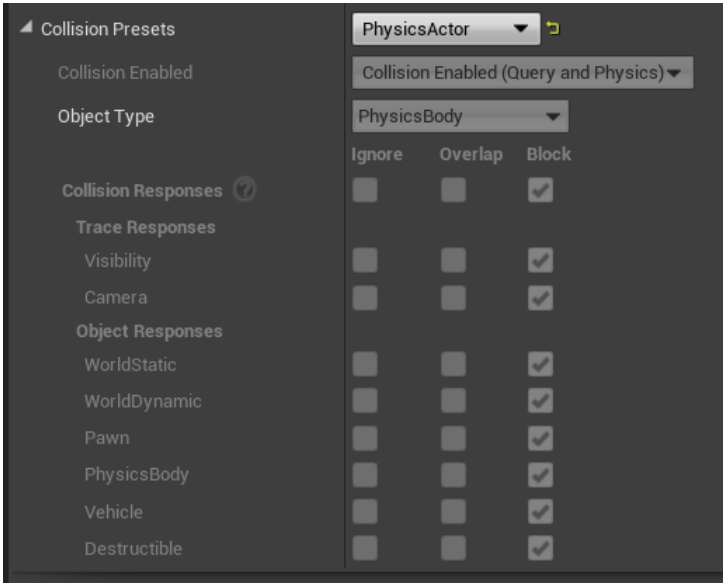 Collision Presets PhysicsActor
Collision Enabled Collision Enabled (Query and Physics)
Object Type PhysicsBody
Ignore Overlap Block
Collision Responses ?
Trace Responses
Visibility
Camera
Object Responses
WorldStatic
WorldDynamic
Pawn
PhysicsBody
Vehicle
Destructible